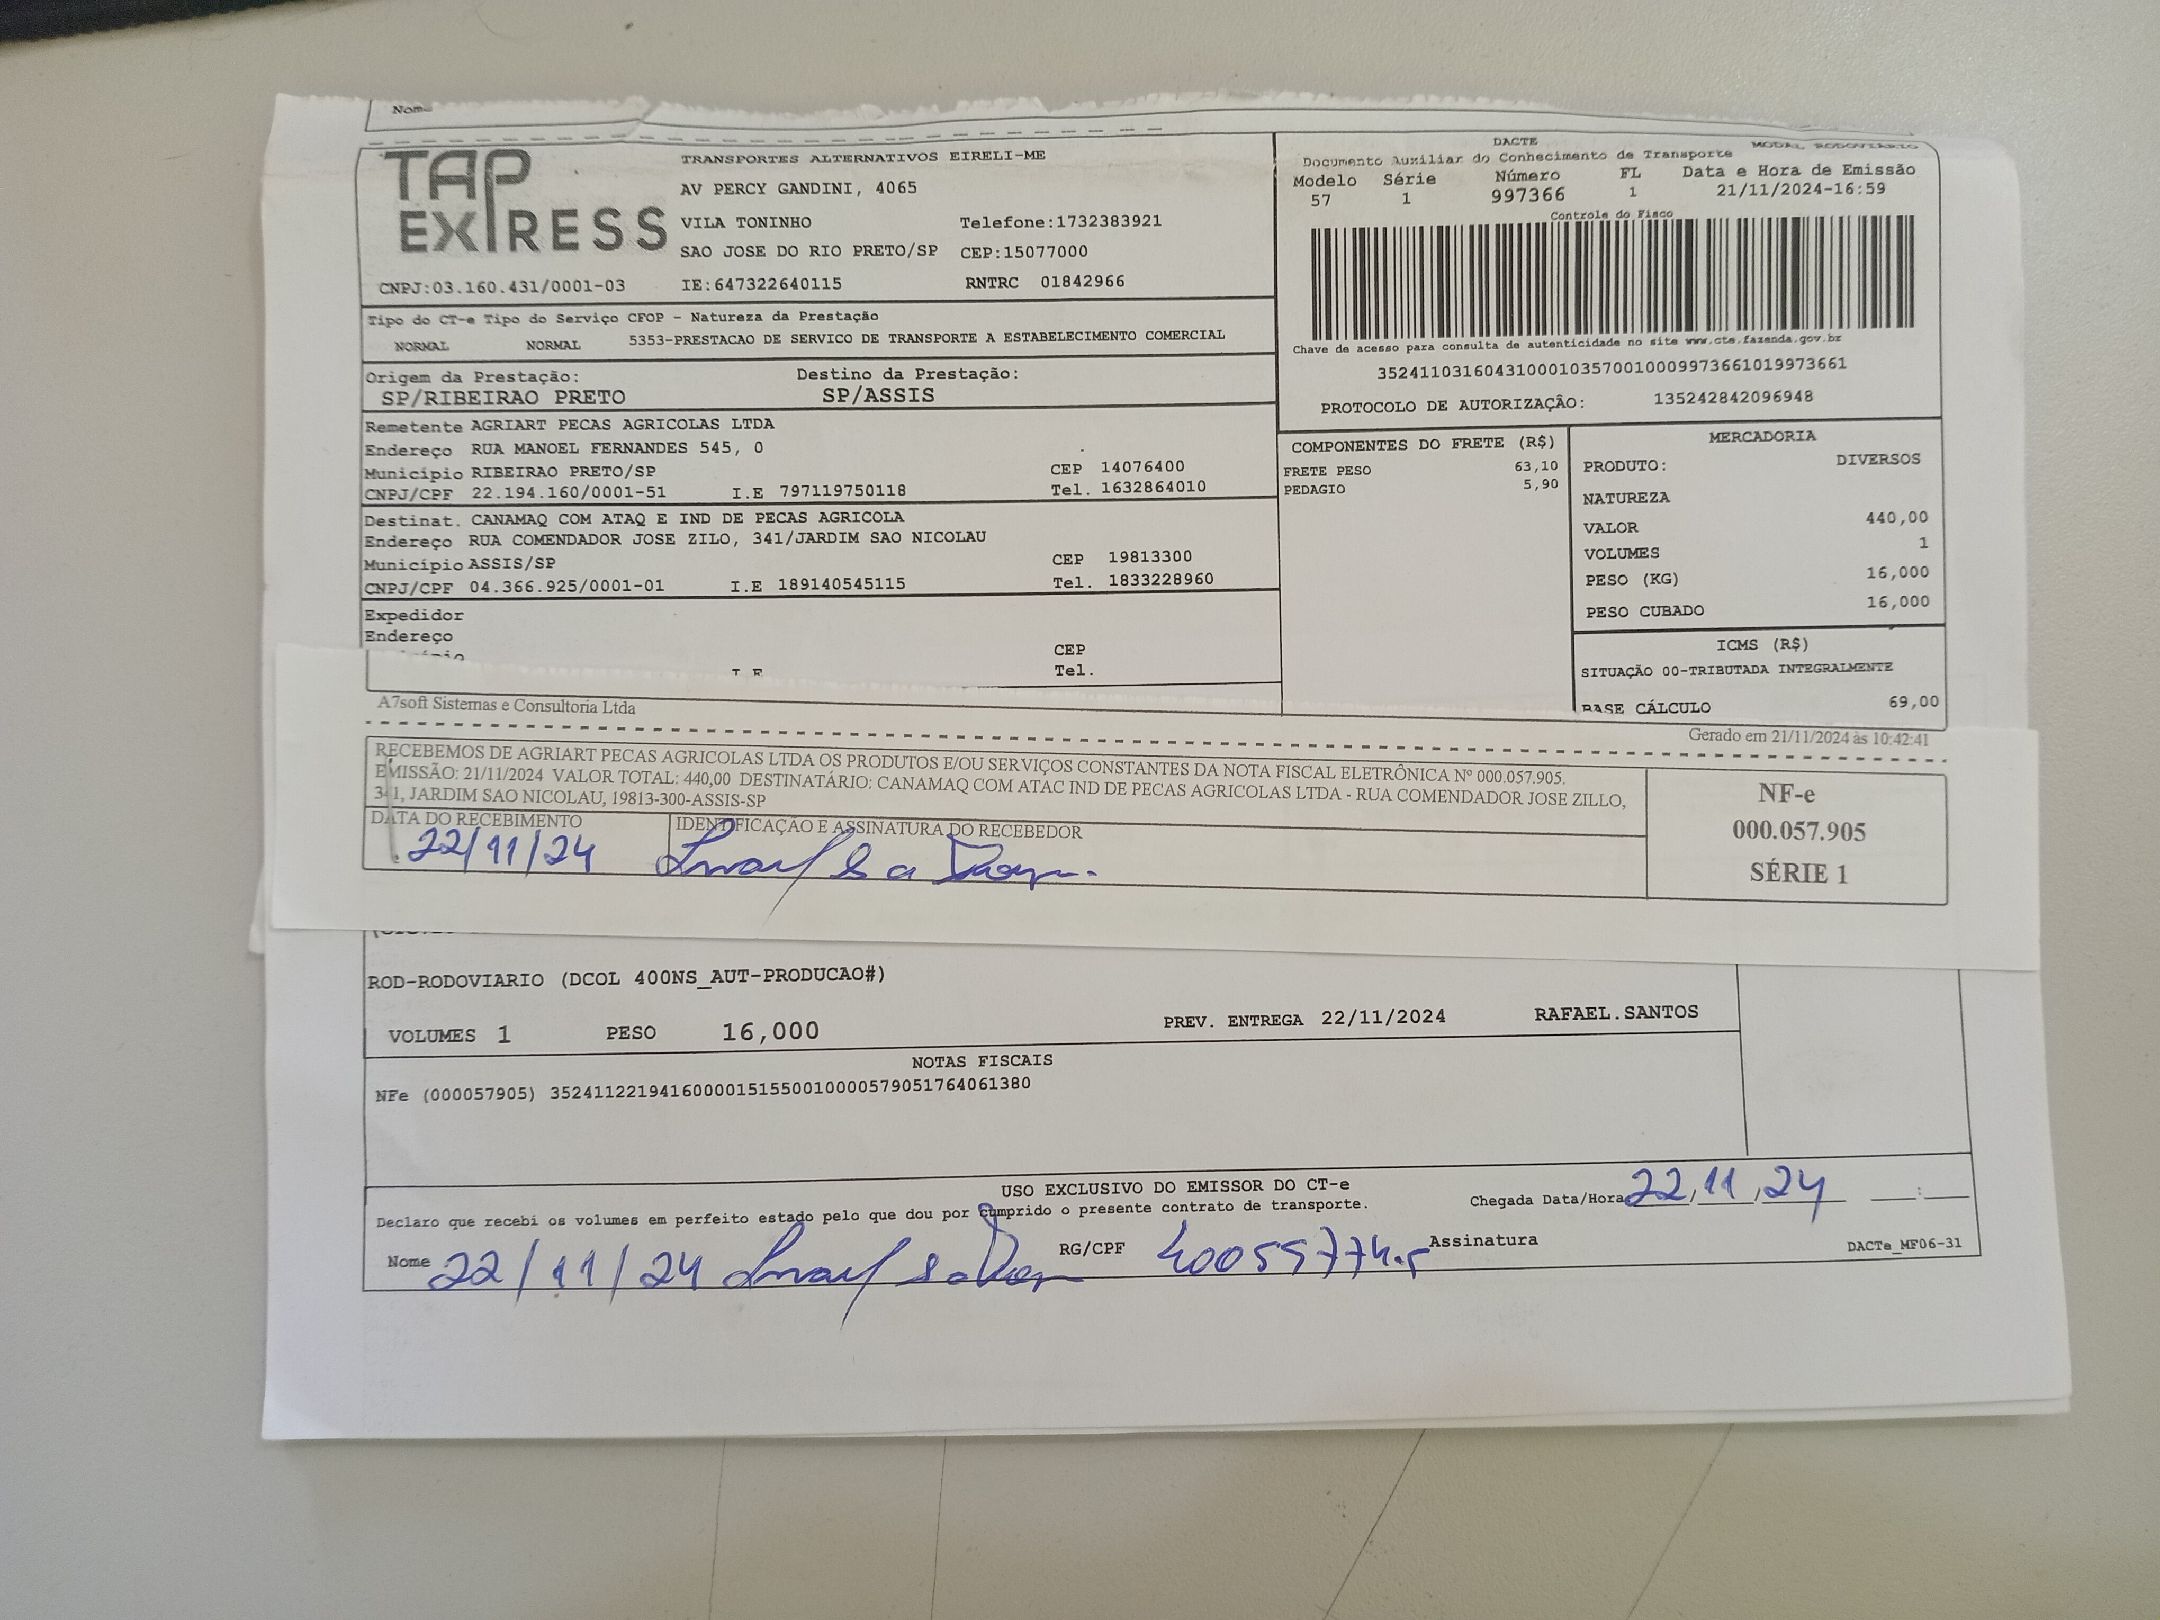 Nome
TAP EXPRESS
TRANSPORTES ALTERNATIVOS EIRELI-ME
AV PERCY GANDINI, 4065
VILA TONINHO Telefone:1732383921
SAO JOSE DO RIO PRETO/SP CEP:15077000
CNPJ:03.160.431/0001-03 IE:647322640115 RNTRC 01842966
DACTE MODAL RODOVIÁRIO
Documento Auxiliar do Conhecimento de Transporte
Modelo Série Número FL Data e Hora de Emissão
57 1 997366 1 21/11/2024-16:59
Controle do Fisco
Chave de acesso para consulta de autenticidade no site www.cte.fazenda.gov.br
35241103160431000103570010009973661019973661
PROTOCOLO DE AUTORIZAÇÂO: 135242842096948
Tipo do CT-e Tipo do Serviço CFOP - Natureza da Prestação
NORMAL NORMAL 5353-PRESTACAO DE SERVICO DE TRANSPORTE A ESTABELECIMENTO COMERCIAL
Origem da Prestação: Destino da Prestação:
SP/RIBEIRAO PRETO SP/ASSIS
Remetente AGRIART PECAS AGRICOLAS LTDA
Endereço RUA MANOEL FERNANDES 545, 0
Município RIBEIRAO PRETO/SP CEP 14076400
CNPJ/CPF 22.194.160/0001-51 I.E 797119750118 Tel. 1632864010
Destinat. CANAMAQ COM ATAQ E IND DE PECAS AGRICOLA
Endereço RUA COMENDADOR JOSE ZILO, 341/JARDIM SAO NICOLAU
Município ASSIS/SP CEP 19813300
CNPJ/CPF 04.366.925/0001-01 I.E 189140545115 Tel. 1833228960
Expedidor
Endereço
CEP
I E Tel.
COMPONENTES DO FRETE (R$)
FRETE PESO 63,10
PEDAGIO 5,90
MERCADORIA
PRODUTO: DIVERSOS
NATUREZA
VALOR 440,00
VOLUMES 1
PESO (KG) 16,000
PESO CUBADO 16,000
ICMS (R$)
SITUAÇÃO 00-TRIBUTADA INTEGRALMENTE
BASE CÁLCULO 69,00
A7soft Sistemas e Consultoria Ltda
Gerado em 21/11/2024 às 10:42:41
RECEBEMOS DE AGRIART PECAS AGRICOLAS LTDA OS PRODUTOS E/OU SERVIÇOS CONSTANTES DA NOTA FISCAL ELETRÔNICA Nº 000.057.905.
EMISSÃO: 21/11/2024 VALOR TOTAL: 440,00 DESTINATÁRIO: CANAMAQ COM ATAC IND DE PECAS AGRICOLAS LTDA - RUA COMENDADOR JOSE ZILLO,
341, JARDIM SAO NICOLAU, 19813-300-ASSIS-SP
DATA DO RECEBIMENTO IDENTIFICAÇÃO E ASSINATURA DO RECEBEDOR
22/11/24
NF-e
000.057.905
SÉRIE 1
ROD-RODOVIARIO (DCOL 400NS_AUT-PRODUCAO#)
VOLUMES 1 PESO 16,000 PREV. ENTREGA 22/11/2024 RAFAEL.SANTOS
NOTAS FISCAIS
NFe (000057905) 35241122194160000151550010000579051764061380
USO EXCLUSIVO DO EMISSOR DO CT-e
Declaro que recebi os volumes em perfeito estado pelo que dou por cumprido o presente contrato de transporte.
Chegada Data/Hora 22/11/24 :
Nome 22/11/24 RG/CPF Assinatura
DACTe_MF06-31